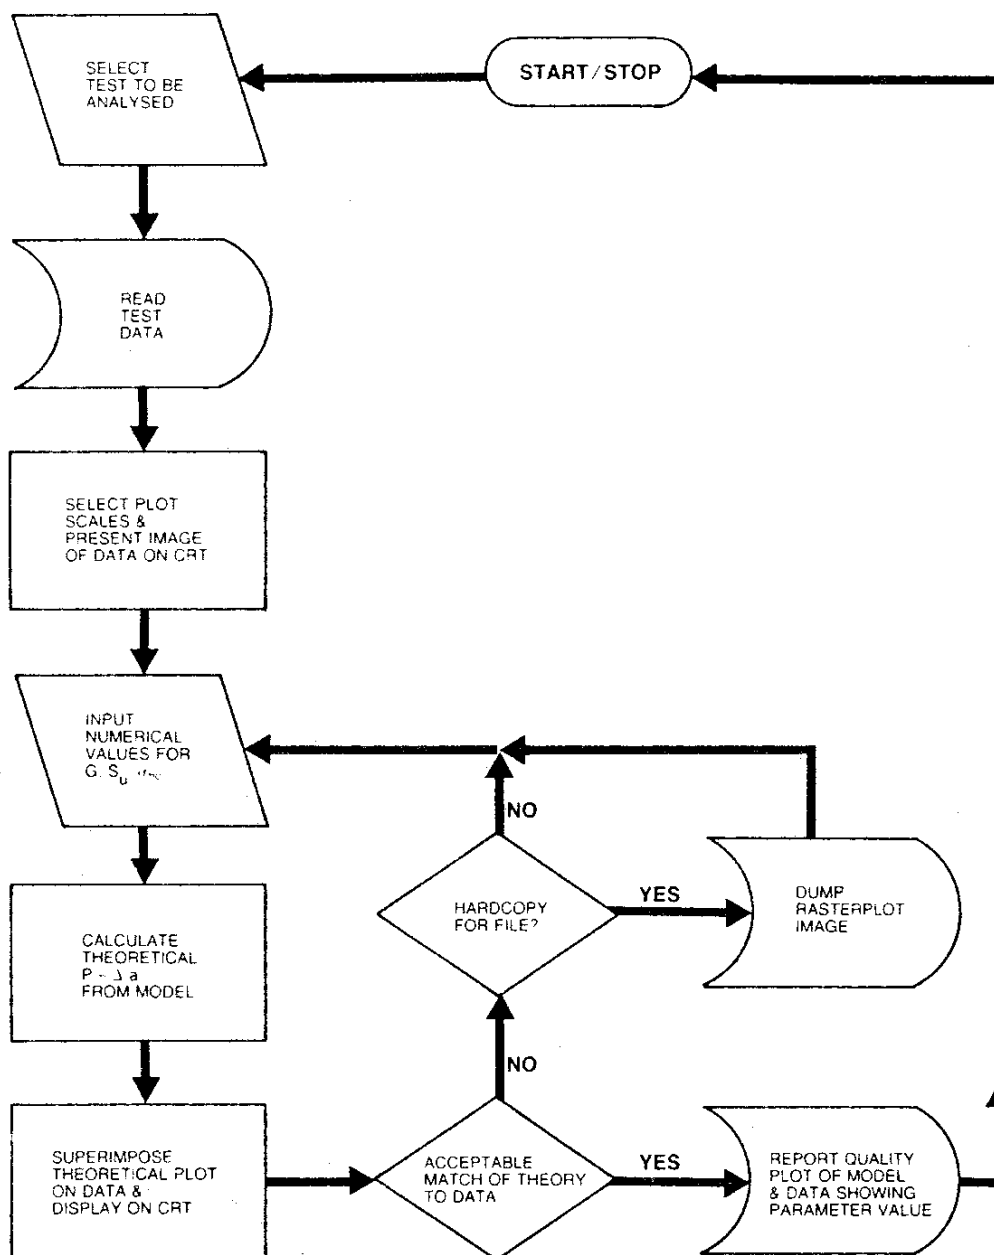 START/STOP
SELECT
TEST TO BE
ANALYSED
READ
TEST
DATA
SELECT PLOT
SCALES &
PRESENT IMAGE
OF DATA ON CRT
INPUT
NUMERICAL
VALUES FOR
G, Su
CALCULATE
THEORETICAL
P - Δ a
FROM MODEL
SUPERIMPOSE
THEORETICAL PLOT
ON DATA &
DISPLAY ON CRT
ACCEPTABLE
MATCH OF THEORY
TO DATA
NO
YES
HARDCOPY
FOR FILE?
NO
YES
DUMP
RASTERPLOT
IMAGE
REPORT QUALITY
PLOT OF MODEL
& DATA SHOWING
PARAMETER VALUE